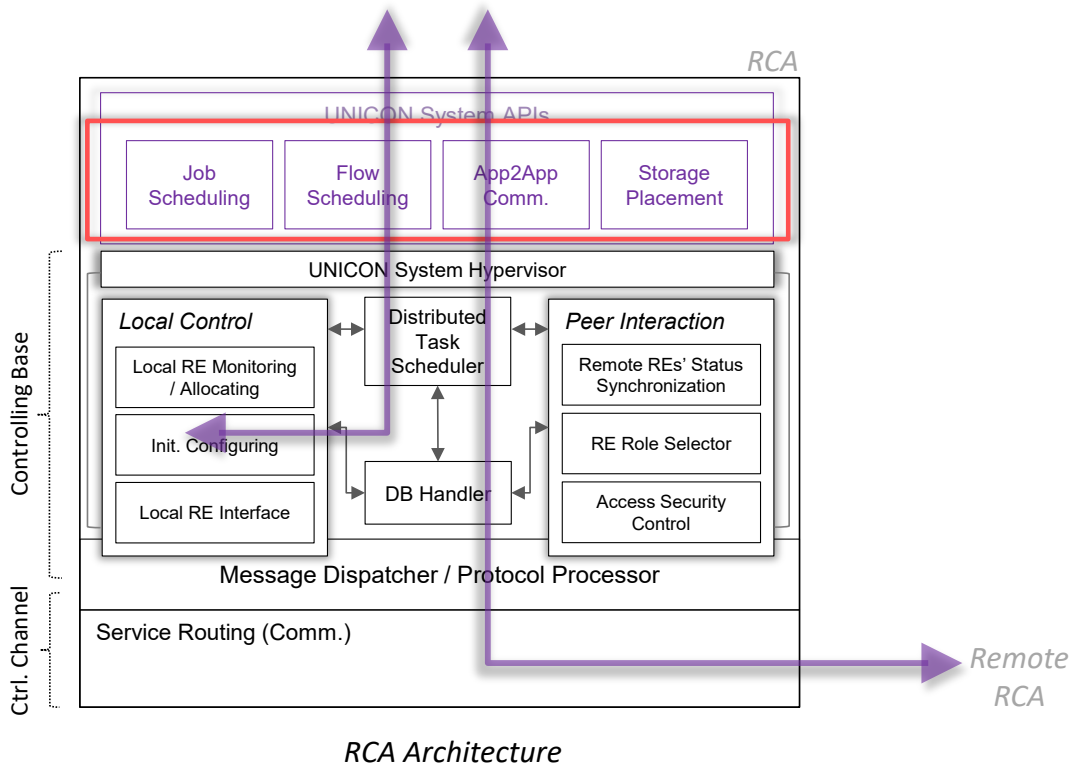 RCA
UNICON System APIs
Job
Scheduling
Flow
Scheduling
App2App
Comm.
Storage
Placement
UNICON System Hypervisor
Local Control
Local RE Monitoring
/ Allocating
Init. Configuring
Local RE Interface
Distributed
Task
Scheduler
DB Handler
Peer Interaction
Remote REs’ Status
Synchronization
RE Role Selector
Access Security
Control
Controlling Base
Message Dispatcher / Protocol Processor
Ctrl. Channel
Service Routing (Comm.)
Remote
RCA
RCA Architecture